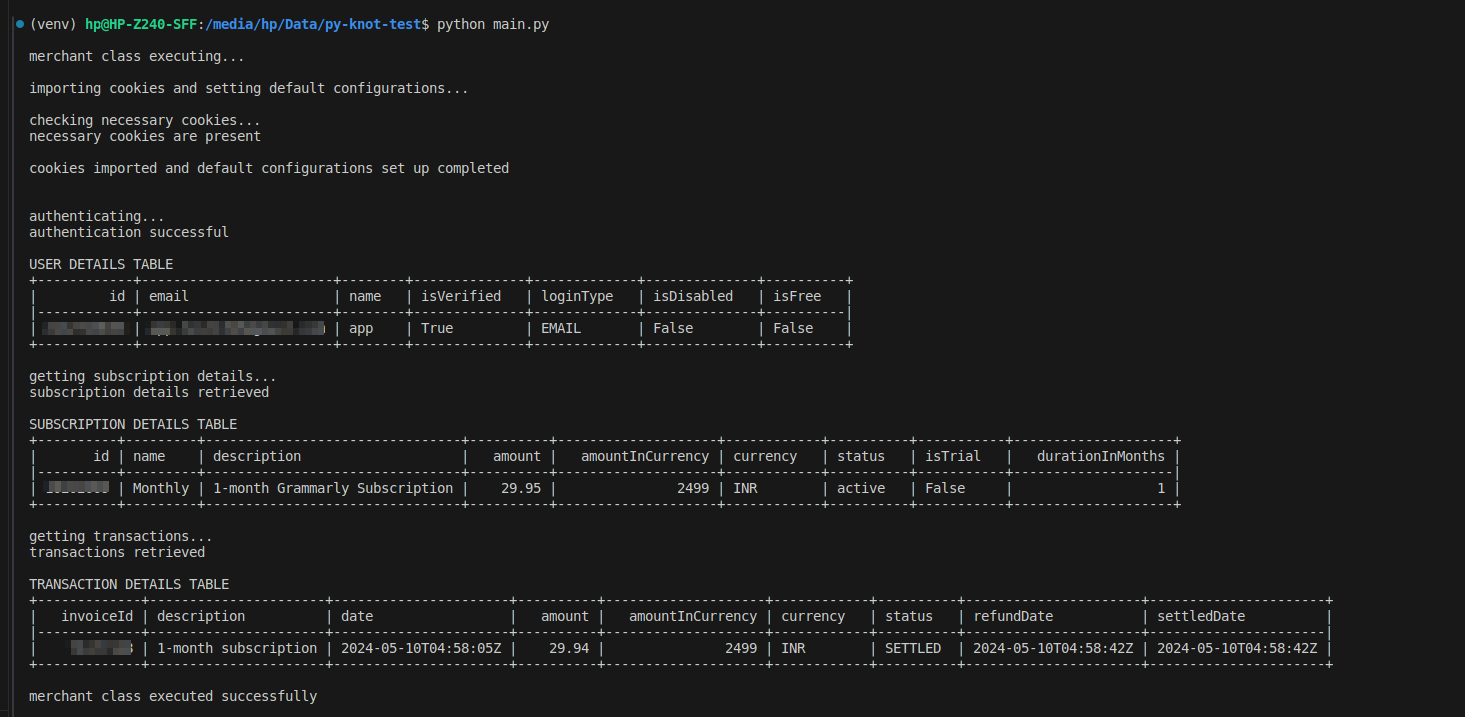 (venv) hp@HP-Z240-SFF:/media/hp/Data/py-knot-test$ python main.py
merchant class executing...
importing cookies and setting default configurations...
checking necessary cookies...
necessary cookies are present
cookies imported and default configurations set up completed
authenticating...
authentication successful
USER DETAILS TABLE
+------------+------------------------+--------+--------------+-------------+--------------+----------+
|         id | email                  | name   | isVerified   | loginType   | isDisabled   | isFree   |
|------------+------------------------+--------+--------------+-------------+--------------+----------|
| | | app    | True         | EMAIL       | False        | False    |
+------------+------------------------+--------+--------------+-------------+--------------+----------+
getting subscription details...
subscription details retrieved
SUBSCRIPTION DETAILS TABLE
+----------+---------+--------------------------------+----------+--------------------+------------+----------+-----------+--------------------+
|       id | name    | description                    |   amount |   amountInCurrency | currency   | status   | isTrial   |   durationInMonths |
|----------+---------+--------------------------------+----------+--------------------+------------+----------+-----------+--------------------|
| | Monthly | 1-month Grammarly Subscription |    29.95 |               2499 | INR        | active   | False     |                  1 |
+----------+---------+--------------------------------+----------+--------------------+------------+----------+-----------+--------------------+
getting transactions...
transactions retrieved
TRANSACTION DETAILS TABLE
+-------------+----------------------+----------------------+----------+--------------------+------------+----------+----------------------+----------------------+
|   invoiceId | description          | date                 |   amount |   amountInCurrency | currency   | status   | refundDate           | settledDate          |
|-------------+----------------------+----------------------+----------+--------------------+------------+----------+----------------------+----------------------|
| | 1-month subscription | 2024-05-10T04:58:05Z |    29.94 |               2499 | INR        | SETTLED  | 2024-05-10T04:58:42Z | 2024-05-10T04:58:42Z |
+-------------+----------------------+----------------------+----------+--------------------+------------+----------+----------------------+----------------------+
merchant class executed successfully